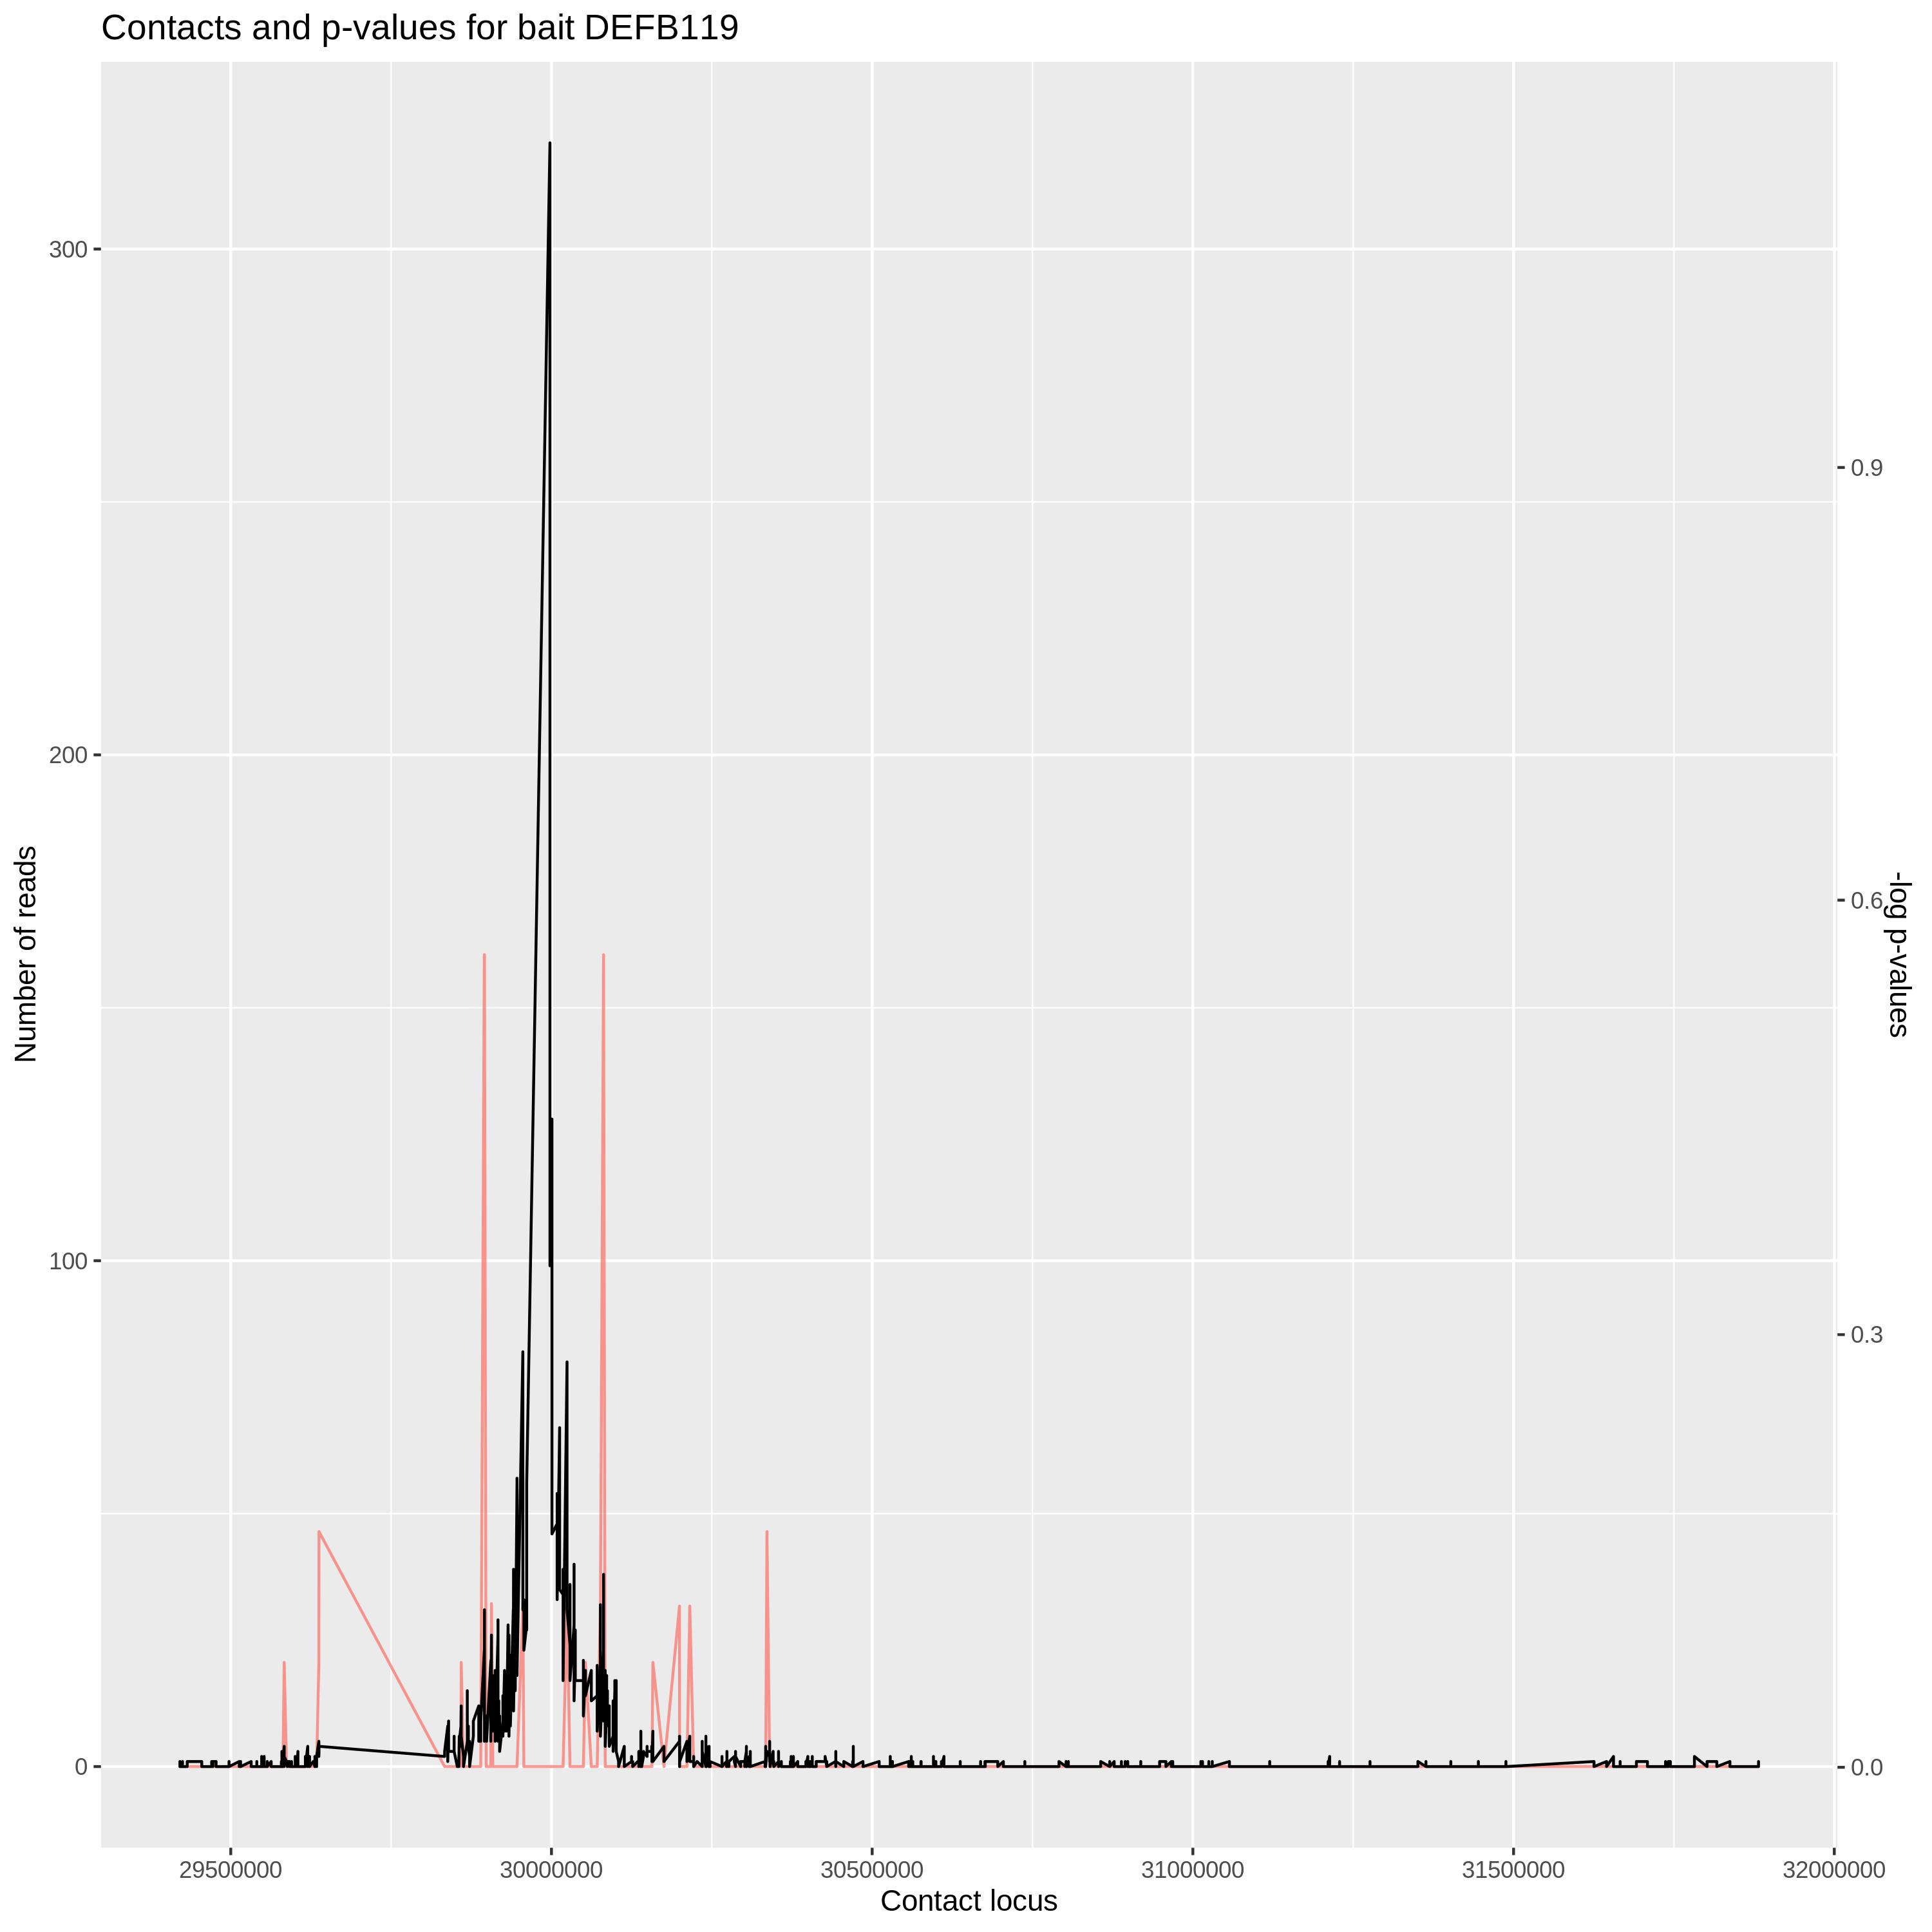 Contacts and p-values for bait DEFB119
Number of reads
300
200
100
0
0.9
0.6
0.3
0.0
-log p-values
29500000 30000000 30500000 31000000 31500000 32000000
Contact locus